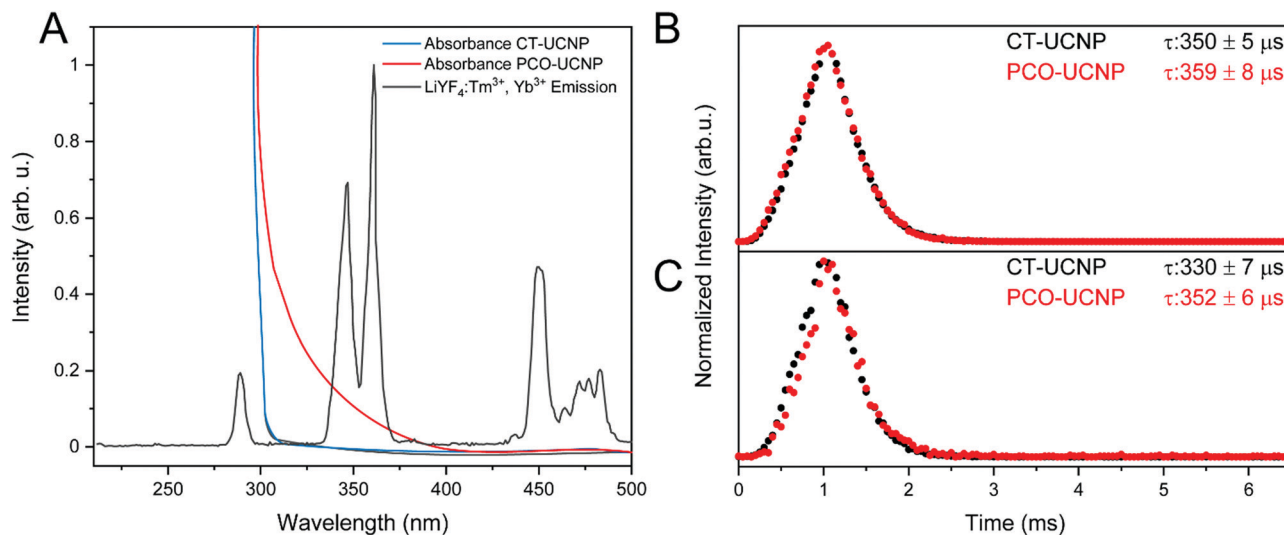 A
Absorbance CT-UCNP
Absorbance PCO-UCNP
LiYF₄:Tm³⁺, Yb³⁺ Emission
1
0.8
0.6
0.4
0.2
0
Intensity (arb. u.)
250 300 350 400 450 500
Wavelength (nm)
B
CT-UCNP τ:350 ± 5 μs
PCO-UCNP τ:359 ± 8 μs
C
CT-UCNP τ:330 ± 7 μs
PCO-UCNP τ:352 ± 6 μs
Normalized Intensity (arb.u.)
0 1 2 3 4 5 6
Time (ms)